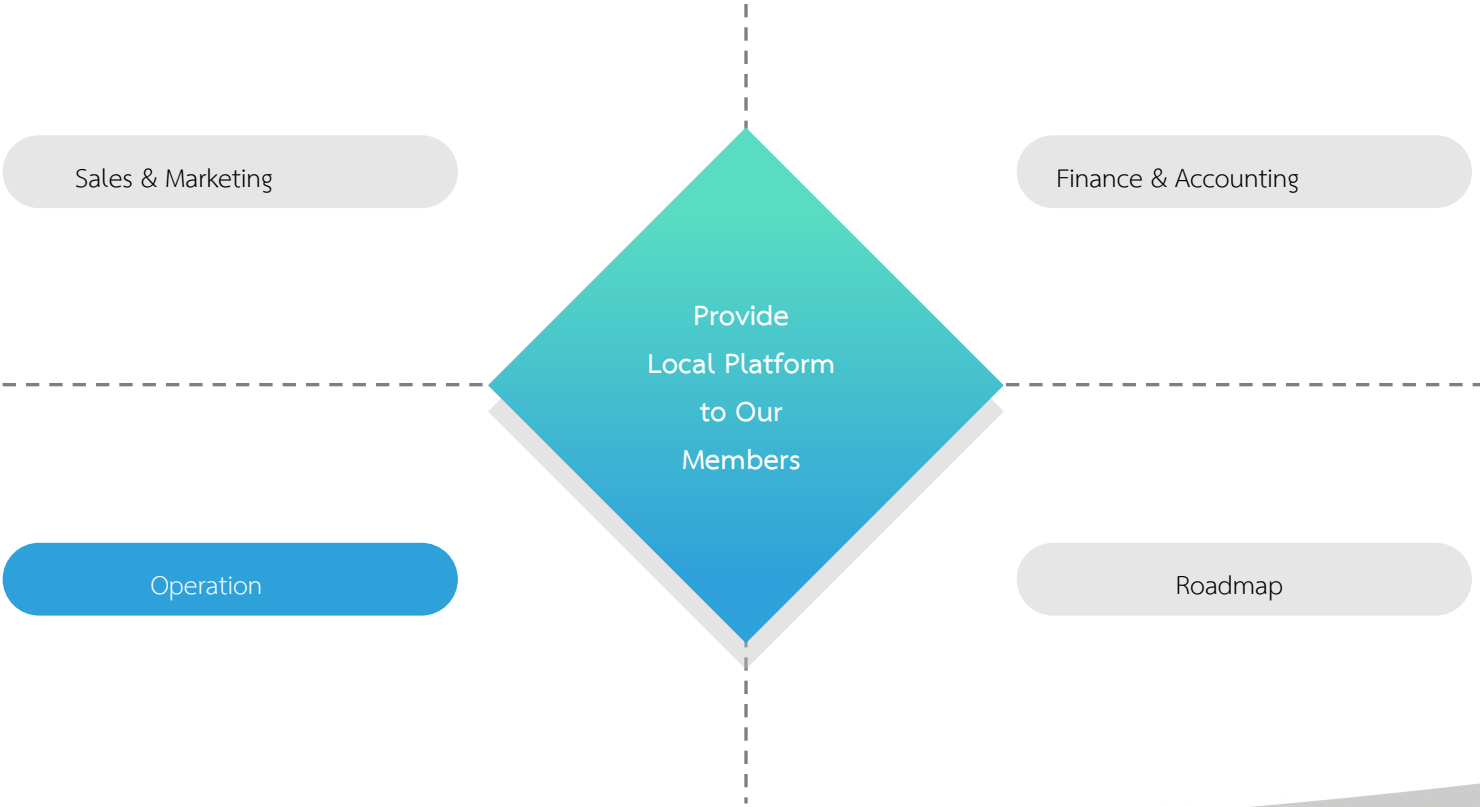 Sales & Marketing
Finance & Accounting
Provide
Local Platform
to Our
Members
Operation
Roadmap